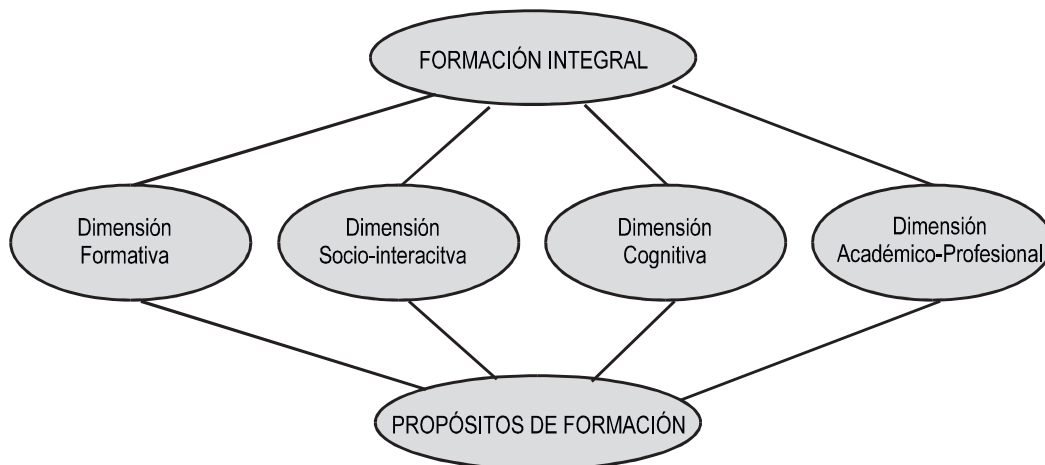 FORMACIÓN INTEGRAL
Dimensión
Formativa
Dimensión
Socio-interacitva
Dimensión
Cognitiva
Dimensión
Académico-Profesional
PROPÓSITOS DE FORMACIÓN